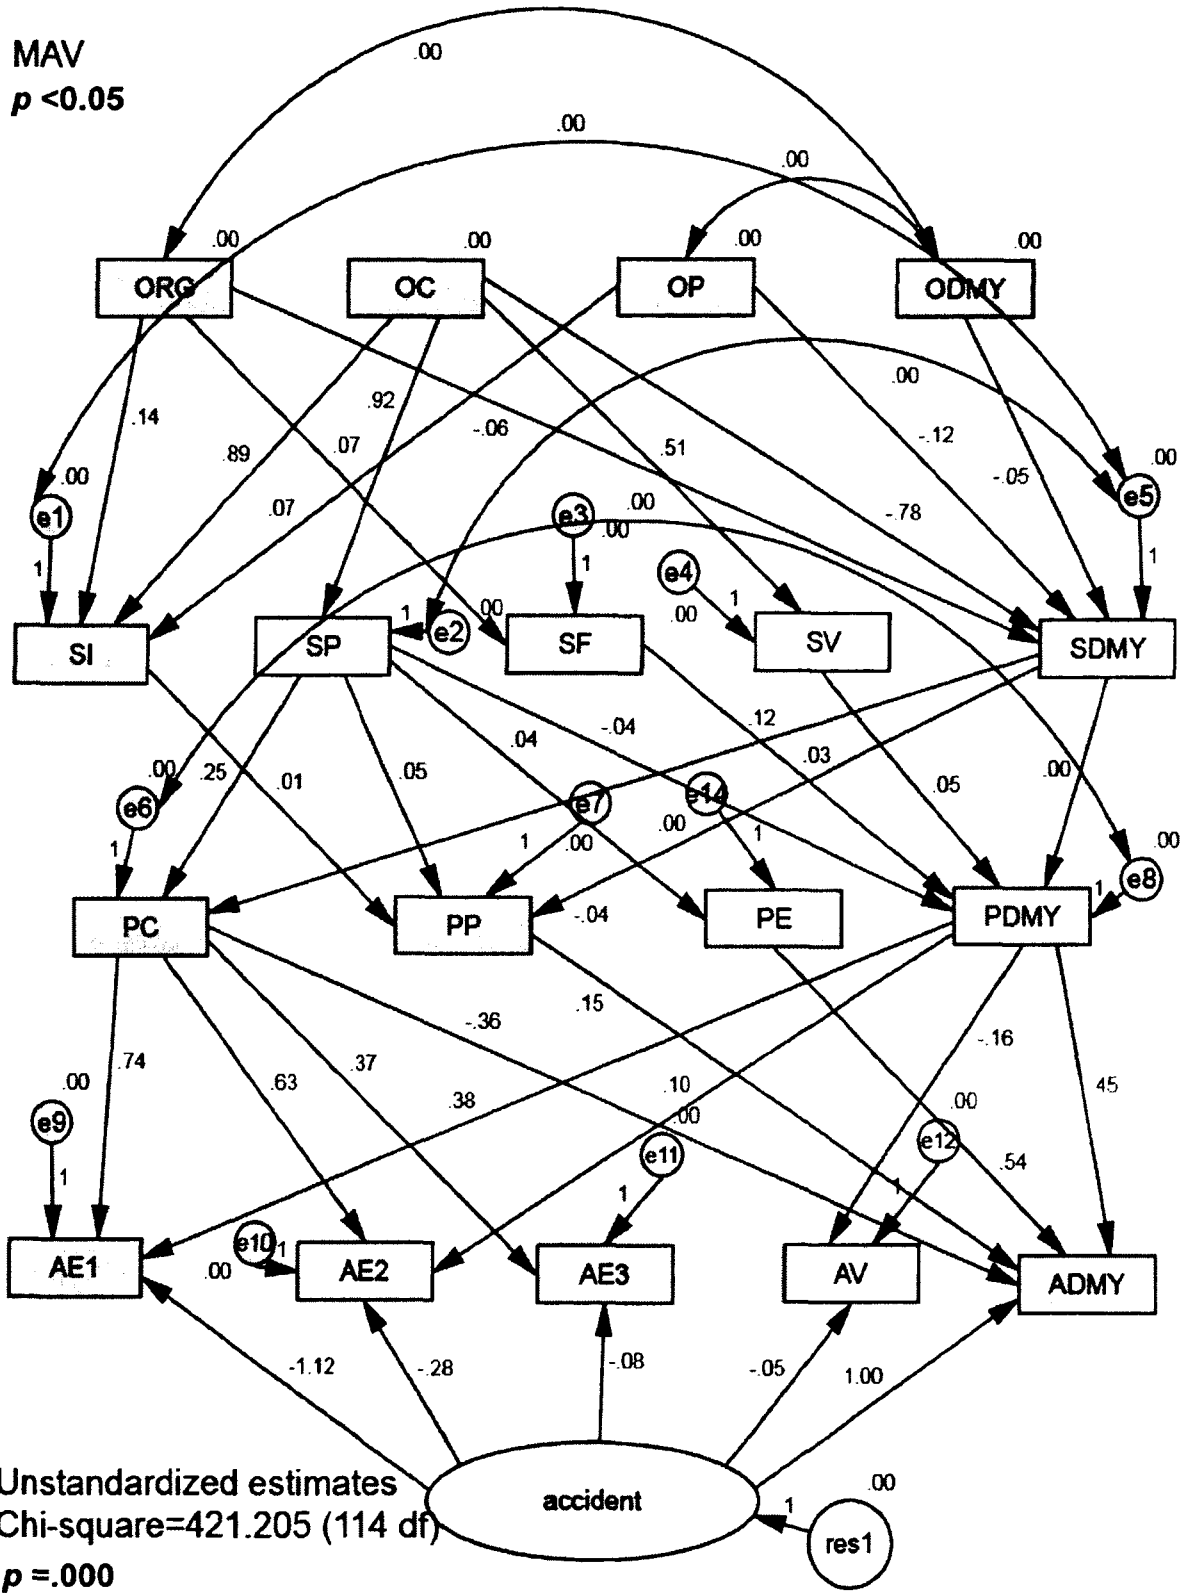 MAV
p <0.05
.00
.00
.00
.00
.00
.00
.00
ORG
OC
OP
ODMY
.00
.14
.89
.92
.07
.07
-.06
.51
-.12
-.05
-.78
.00
.00
e1
e5
e3
.00
.00
1
1
1
e4
.00
1
1
e2
.00
SI
SP
SF
SV
SDMY
.00
.25
.01
.05
.04
-.04
.12
.03
.05
.00
e6
e7
e14
1
1
.00
.00
1
.00
1
e8
PC
PP
PE
PDMY
-.04
.15
-.36
-.16
.00
.74
.63
.37
.38
.10
.00
.00
.45
e9
e11
e12
.54
1
1
1
e10
1
.00
AE1
AE2
AE3
AV
ADMY
-1.12
-.28
-.08
-.05
1.00
Unstandardized estimates
accident
.00
1
Chi-square=421.205 (114 df)
res1
p =.000